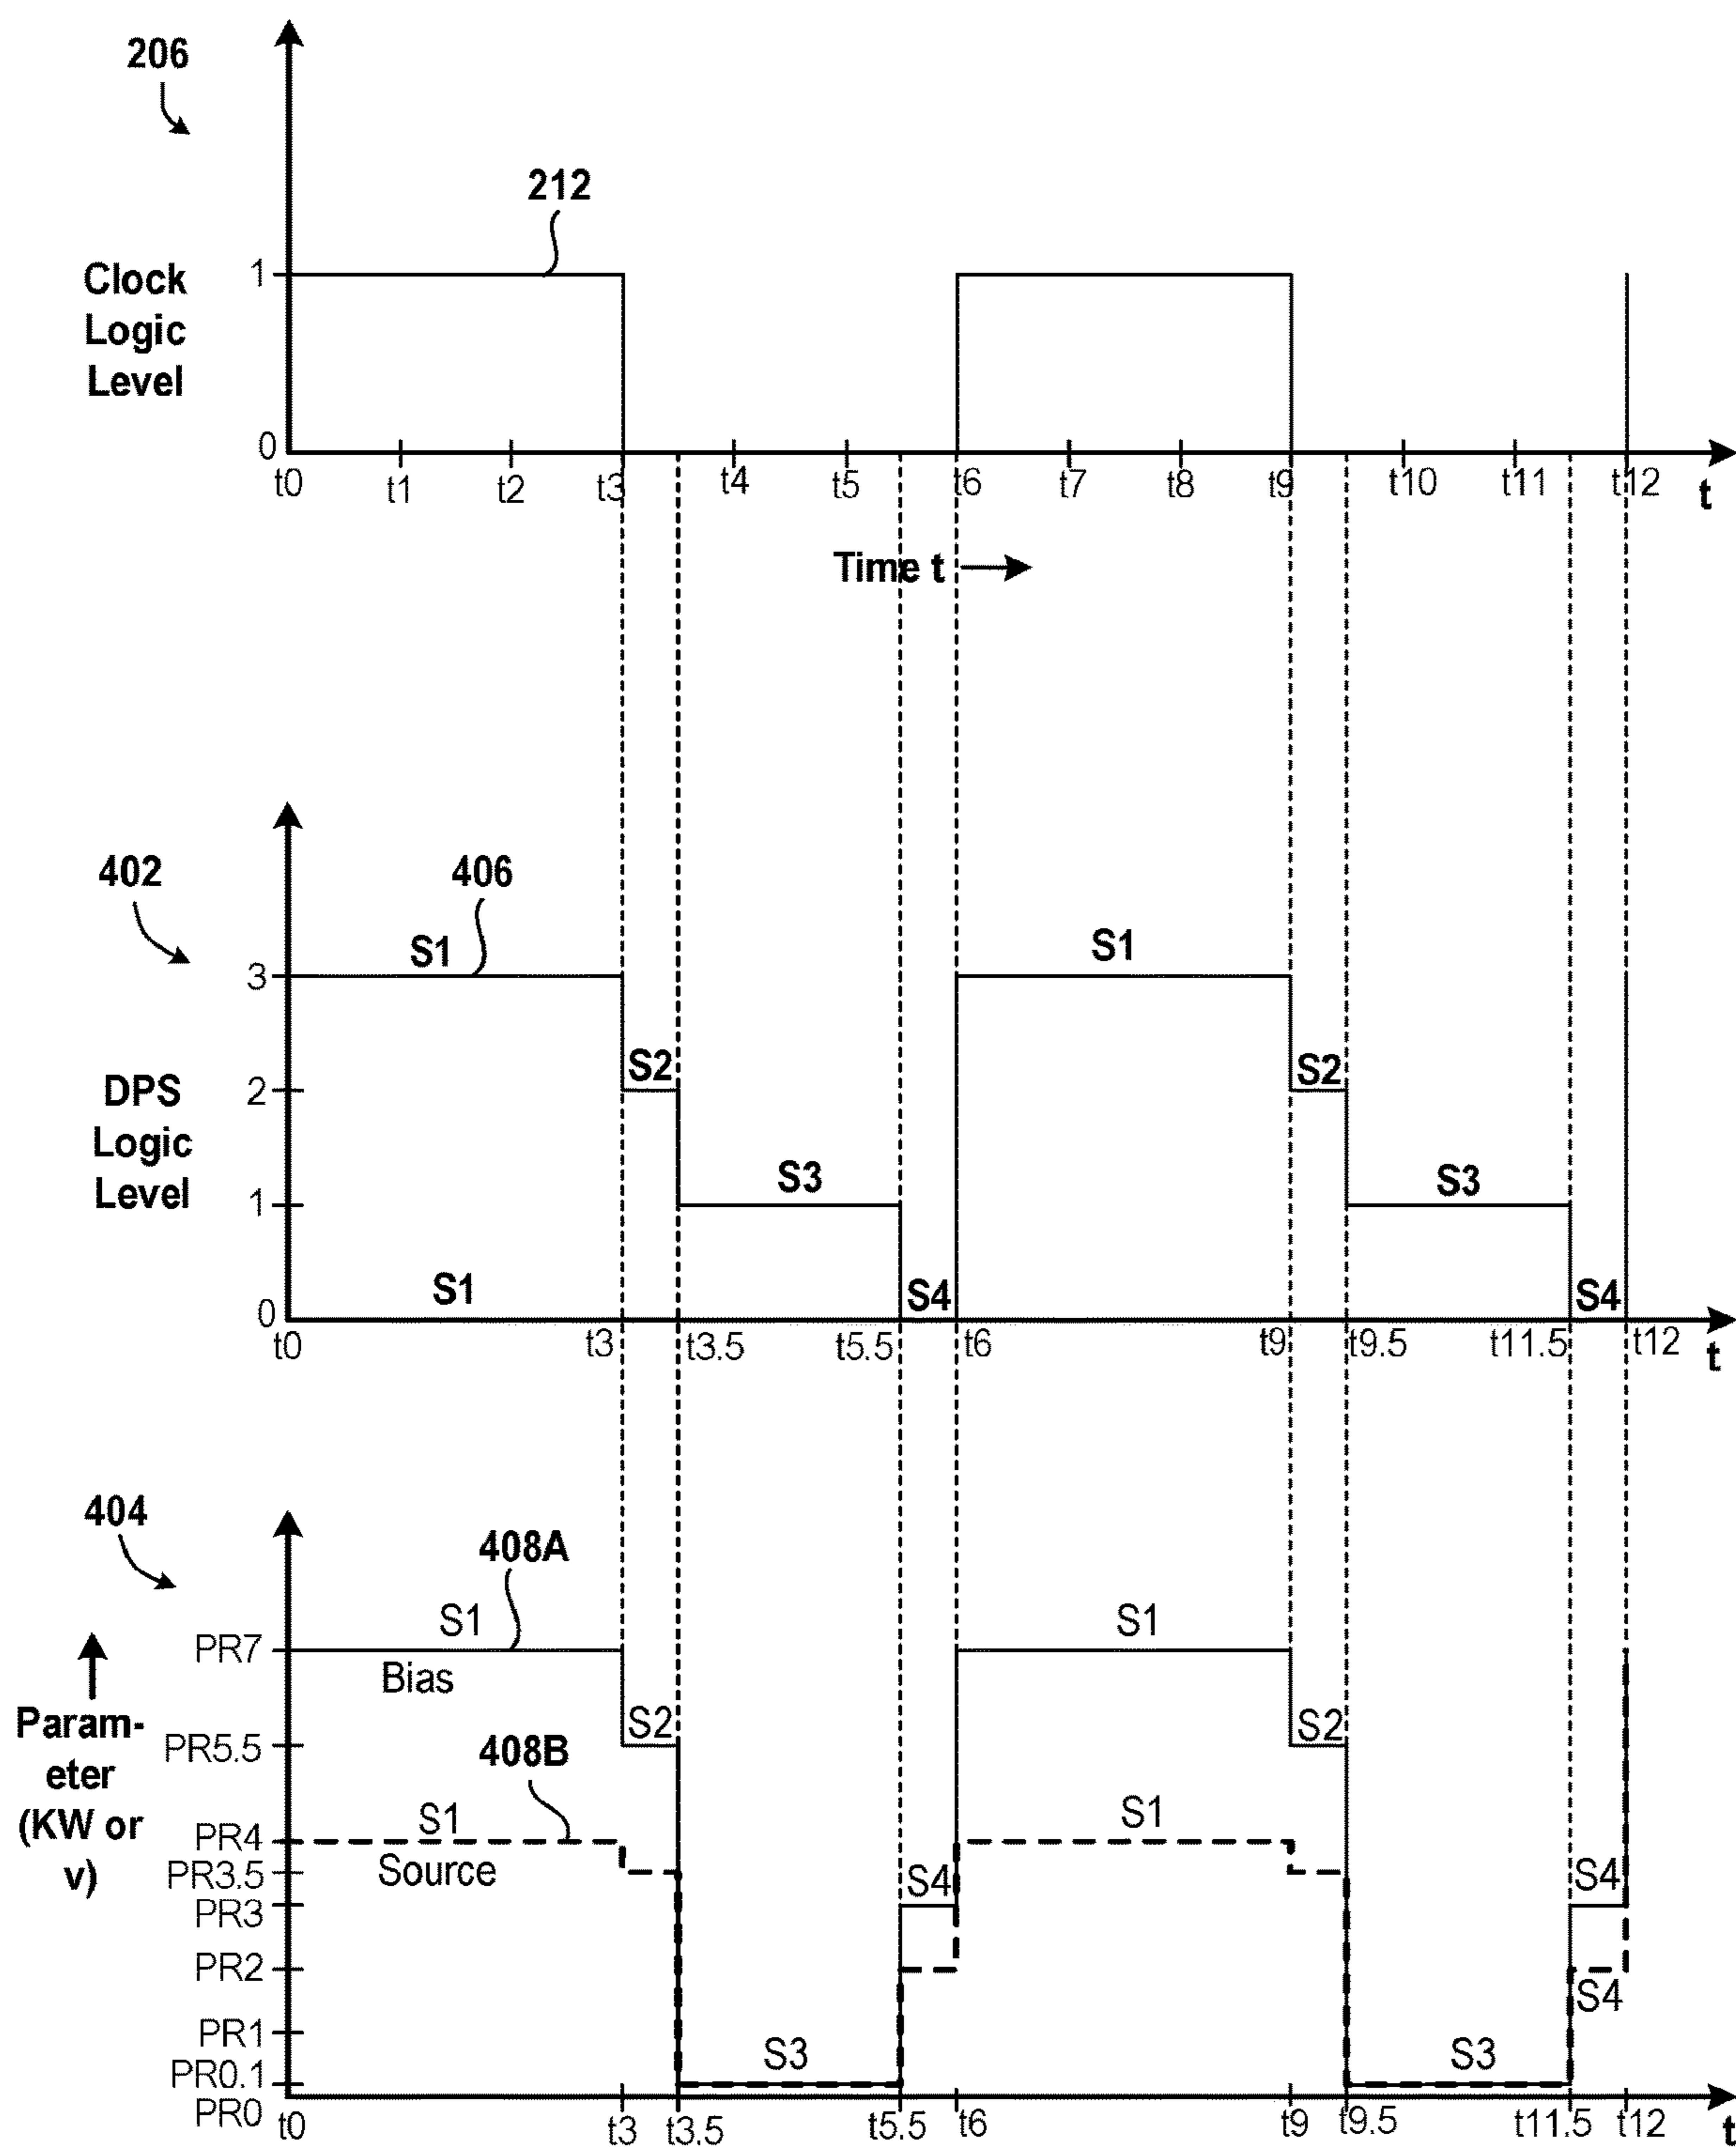 206
212
Clock
Logic
Level
1
0
t0
t1
t2
t3
t4
t5
t6
t7
t8
t9
t10
t11
t12
t
Time t
402
406
S1
S1
3
S2
S2
DPS
Logic
Level
2
S3
S3
1
S1
S4
S4
0
t0
t3
t3.5
t5.5
t6
t9
t9.5
t11.5
t12
t
404
408A
S1
S1
PR7
Bias
Param-
eter
(KW or
v)
S2
S2
PR5.5
408B
S1
S1
PR4
Source
PR3.5
S4
S4
PR3
PR2
S4
PR1
S3
S3
PR0.1
PR0
t0
t3
t3.5
t5.5
t6
t9
t9.5
t11.5
t12
t